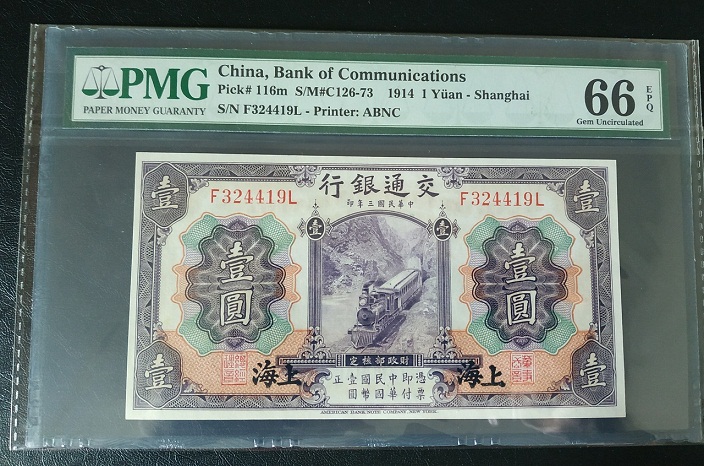 PMG
PAPER MONEY GUARANTY
China, Bank of Communications
Pick# 116m S/M#C126-73 1914 1 Yüan - Shanghai
S/N F324419L - Printer: ABNC
66 EPQ
Gem Uncirculated
行銀通交
印年三國民華中
壹
壹
F324419L
F324419L
壹
壹
壹圓
壹圓
定核部政財
海上
海上
正壹國民中即憑
圓幣國華付票
壹
壹
AMERICAN BANK NOTE COMPANY, NEW YORK.